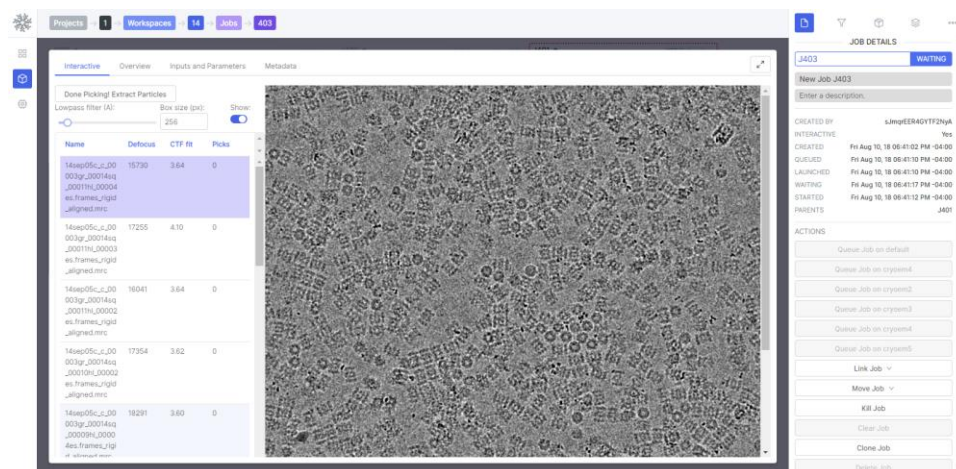 Projects 1 Workspaces 14 Jobs 403
Interactive Overview Inputs and Parameters Metadata
Done Picking! Extract Particles
Lowpass filter (A): Box size (px): Show:
256
Name Defocus CTF fit Picks
14sep05c_c_00 15730 3.64 0
003gr_00014sq
_00011hl_00004
es.frames_rigid
_aligned.mrc
14sep05c_c_00 17255 4.10 0
003gr_00014sq
_00011hl_00003
es.frames_rigid
_aligned.mrc
14sep05c_c_00 16041 3.64 0
003gr_00014sq
_00011hl_00002
es.frames_rigid
_aligned.mrc
14sep05c_c_00 17354 3.62 0
003gr_00014sq
_00010hl_00002
es.frames_rigid
_aligned.mrc
14sep05c_c_00 18291 3.60 0
003gr_00014sq
_00009hl_0000
4es.frames_rigi
d_aligned.mrc
JOB DETAILS
J403 WAITING
New Job J403
Enter a description.
CREATED BY
INTERACTIVE Yes
CREATED Fri Aug 10, 18 06:41:02 PM -04:00
QUEUED Fri Aug 10, 18 06:41:10 PM -04:00
LAUNCHED Fri Aug 10, 18 06:41:10 PM -04:00
WAITING Fri Aug 10, 18 06:41:17 PM -04:00
STARTED Fri Aug 10, 18 06:41:12 PM -04:00
PARENTS J401
ACTIONS
Queue Job on default
Queue Job on cryoem4
Queue Job on cryoem2
Queue Job on cryoem3
Queue Job on cryoem4
Queue Job on cryoem5
Link Job
Move Job
Kill Job
Clear Job
Clone Job
Delete Job